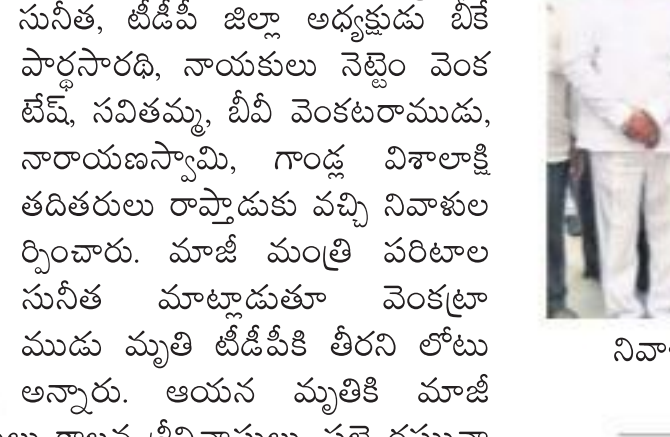 సునీత, టీడీపీ జిల్లా అధ్యక్షుడు బీకే
పార్థసారథి, నాయకులు నెట్టెం వెంక
టేష్, సవితమ్మ, బీవీ వెంకటరాముడు,
నారాయణస్వామి, గాండ్ల విశాలాక్షి
తదితరులు రాప్తాడుకు వచ్చి నివాళుల
ర్పించారు. మాజీ మంత్రి పరిటాల
సునీత మాట్లాడుతూ వెంకట్రా
ముడు మృతి టీడీపీకి తీరని లోటు
అన్నారు. ఆయన మృతికి మాజీ